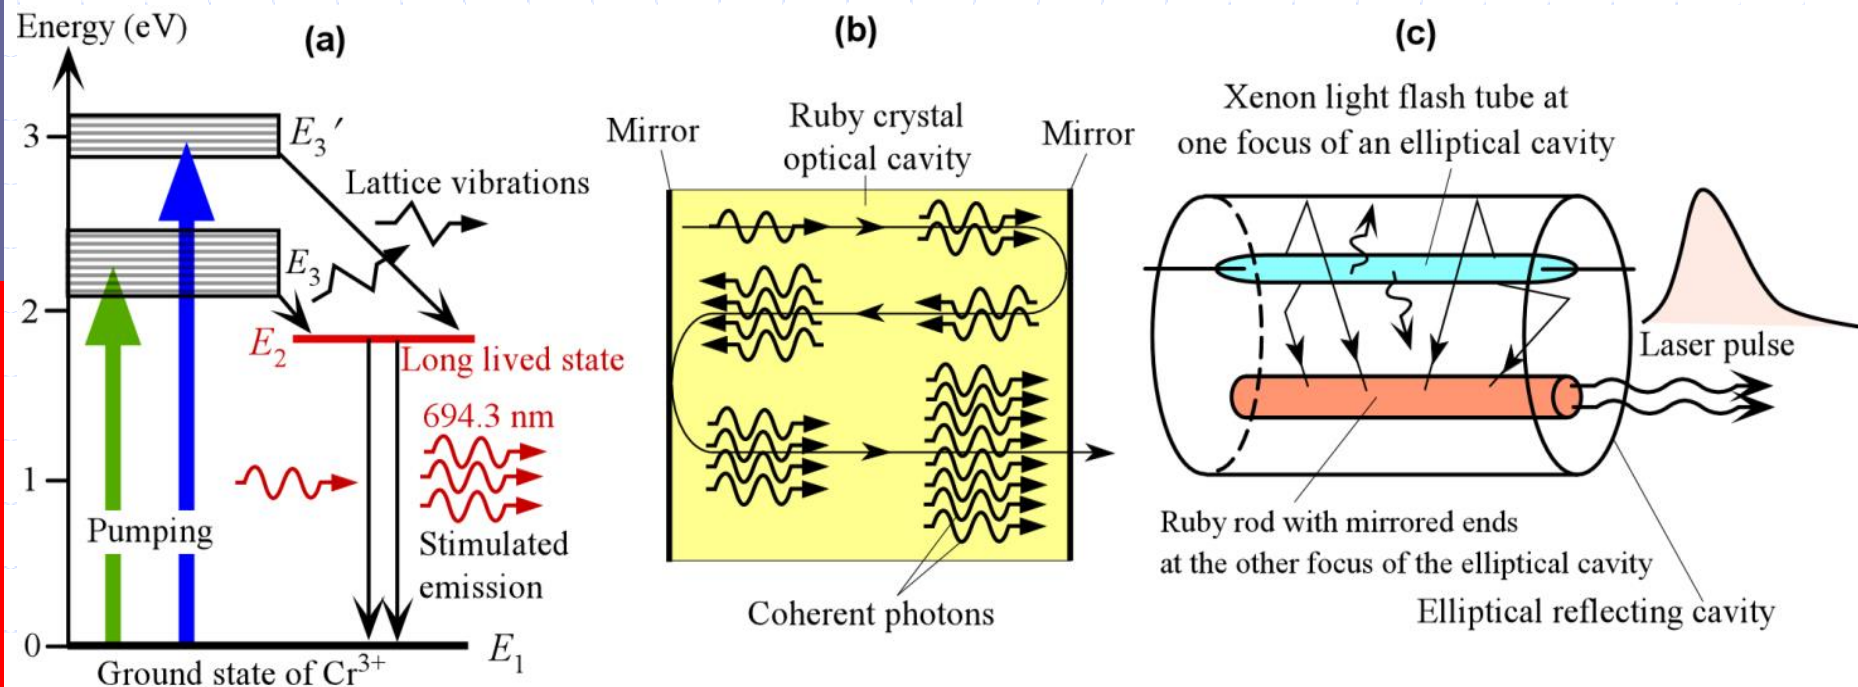 Energy (eV)
(a)
3
E3′
Lattice vibrations
E3
2
E2
Long lived state
694.3 nm
1
Pumping
Stimulated
emission
0
E1
Ground state of Cr3+
(b)
Mirror
Ruby crystal
optical cavity
Mirror
Coherent photons
(c)
Xenon light flash tube at
one focus of an elliptical cavity
Laser pulse
Ruby rod with mirrored ends
at the other focus of the elliptical cavity
Elliptical reflecting cavity